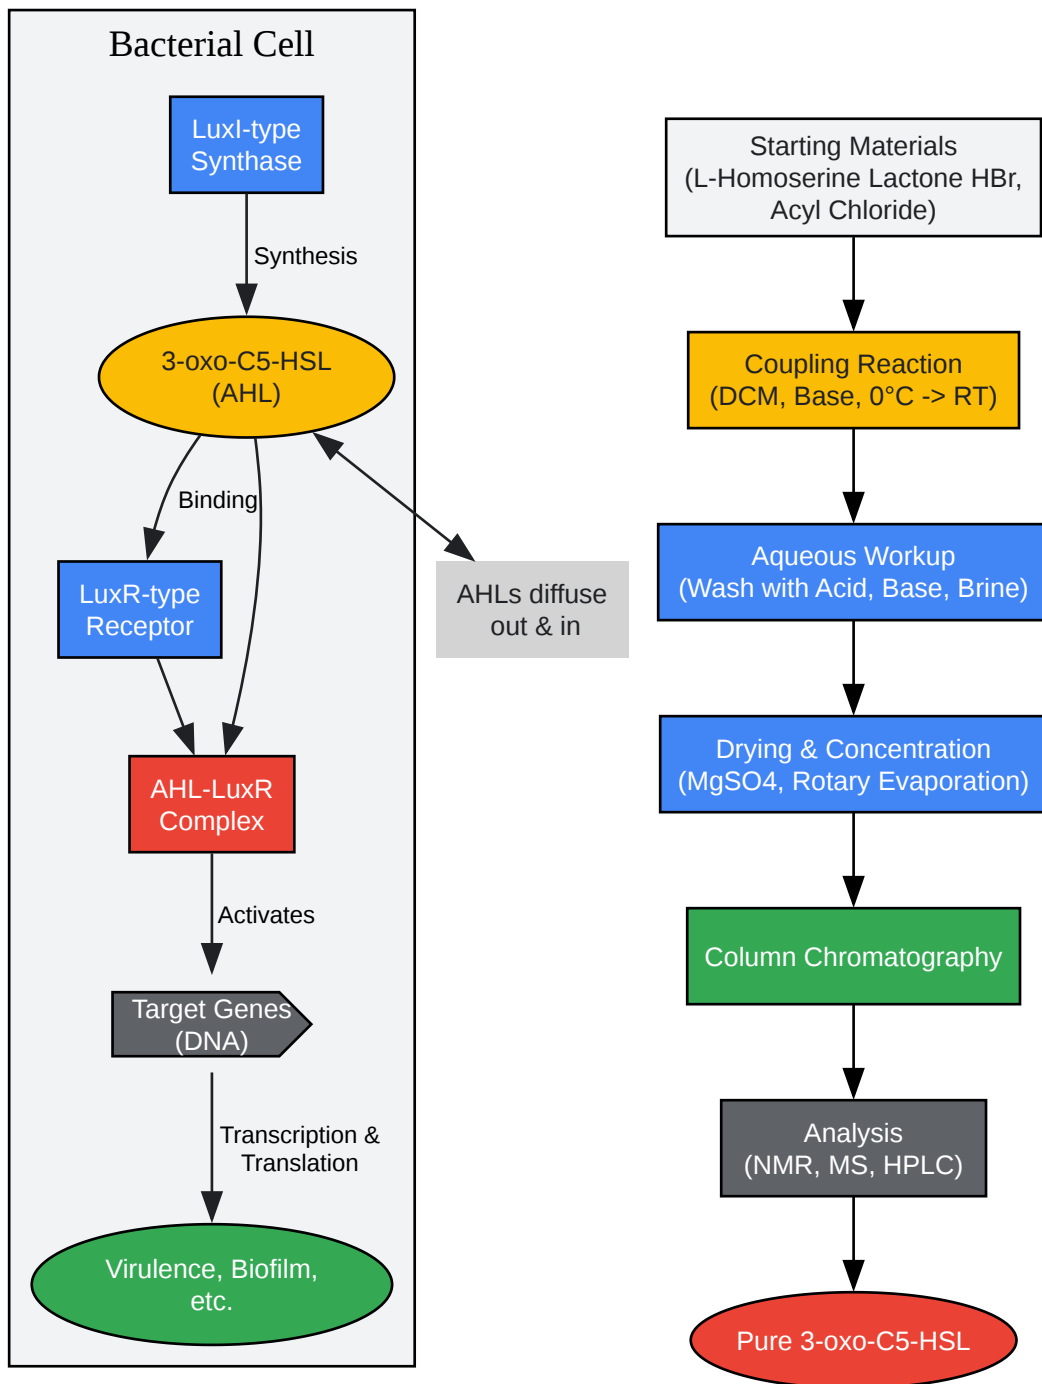 Bacterial Cell
LuxI-type
Synthase
Synthesis
3-oxo-C5-HSL
(AHL)
Binding
LuxR-type
Receptor
AHLs diffuse
out & in
AHL-LuxR
Complex
Activates
Target Genes
(DNA)
Transcription &
Translation
Virulence, Biofilm,
etc.
Starting Materials
(L-Homoserine Lactone HBr,
Acyl Chloride)
Coupling Reaction
(DCM, Base, 0°C -> RT)
Aqueous Workup
(Wash with Acid, Base, Brine)
Drying & Concentration
(MgSO4, Rotary Evaporation)
Column Chromatography
Analysis
(NMR, MS, HPLC)
Pure 3-oxo-C5-HSL